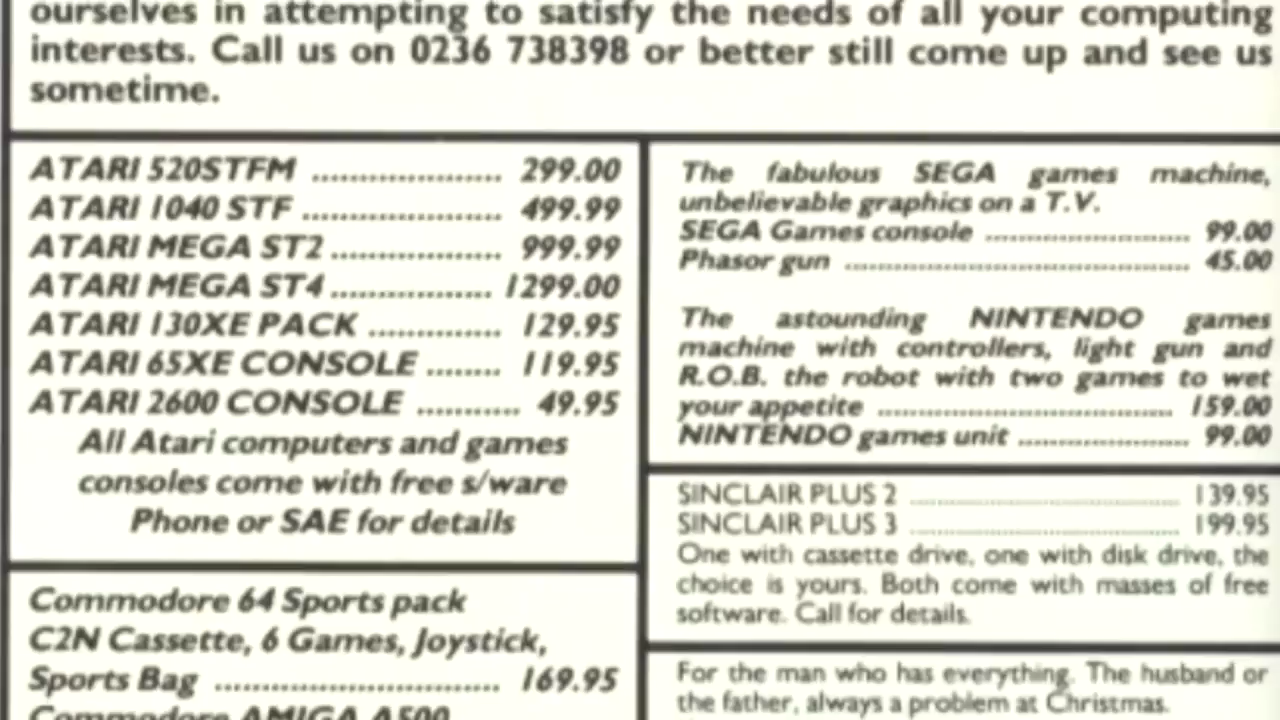 ourselves in attempting to satisfy the needs of all your computing
interests. Call us on 0236 738398 or better still come up and see us
sometime.
ATARI 520STFM .................... 299.00
ATARI 1040 STF ..................... 499.99
ATARI MEGA ST2 .................. 999.99
ATARI MEGA ST4 ................. 1299.00
ATARI 130XE PACK .............. 129.95
ATARI 65XE CONSOLE ........ 119.95
ATARI 2600 CONSOLE ........... 49.95
All Atari computers and games
consoles come with free s/ware
Phone or SAE for details
Commodore 64 Sports pack
C2N Cassette, 6 Games, Joystick,
Sports Bag .............................. 169.95
Commodore AMIGA A500
The fabulous SEGA games machine,
unbelievable graphics on a T.V.
SEGA Games console ............................ 99.00
Phasor gun ............................................... 45.00
The astounding NINTENDO games
machine with controllers, light gun and
R.O.B. the robot with two games to wet
your appetite ........................................ 159.00
NINTENDO games unit ....................... 99.00
SINCLAIR PLUS 2 ..................................... 139.95
SINCLAIR PLUS 3 ..................................... 199.95
One with cassette drive, one with disk drive, the
choice is yours. Both come with masses of free
software. Call for details.
For the man who has everything. The husband or
the father, always a problem at Christmas.